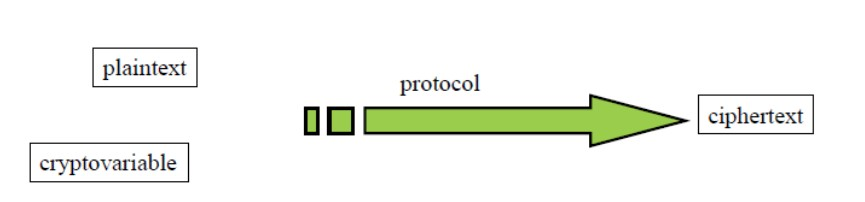 plaintext
protocol
ciphertext
cryptovariable